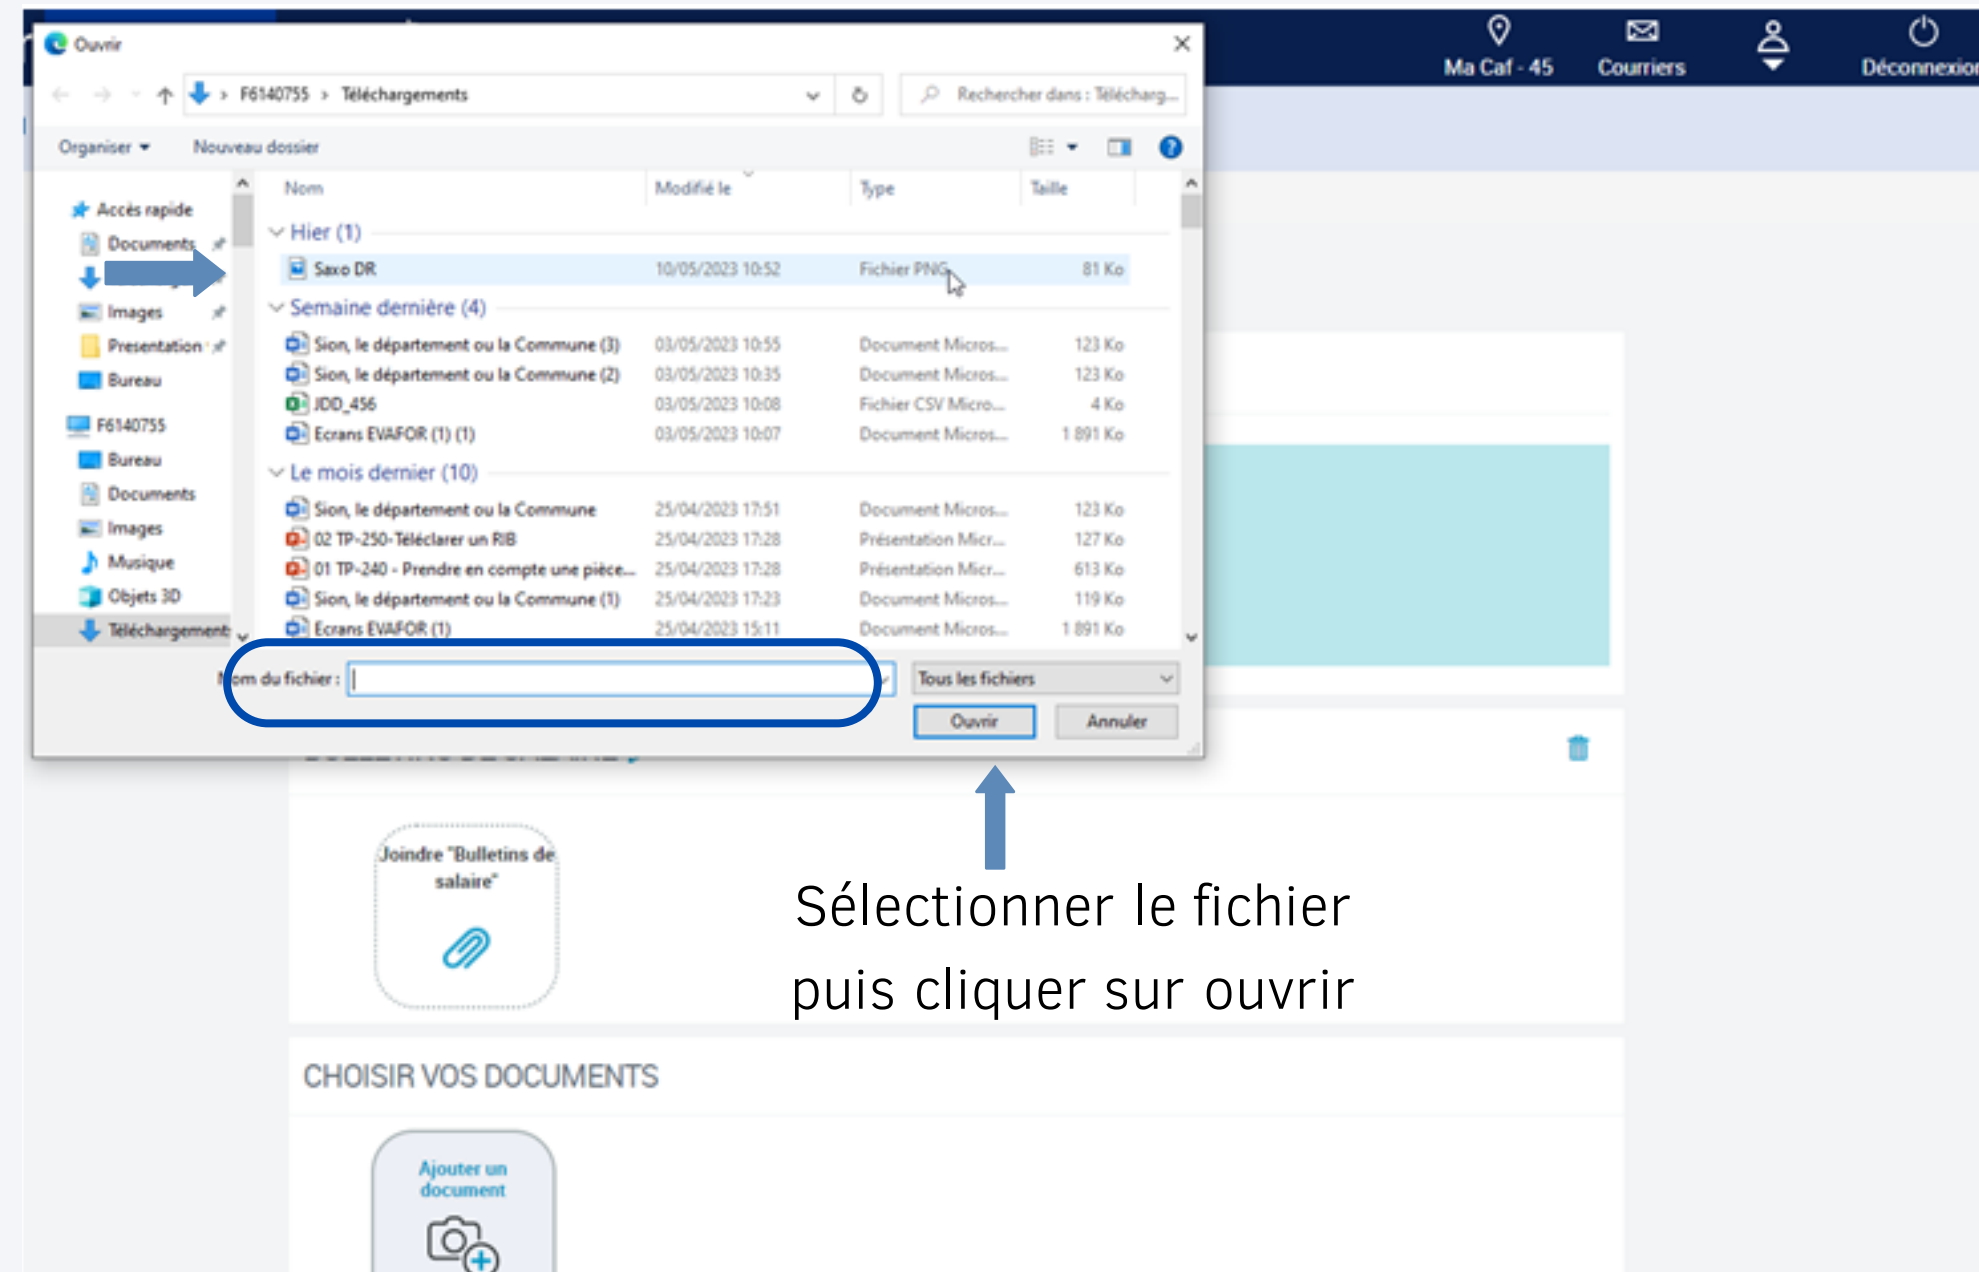 Ouvrir
Ma Caf - 45
Courriers
Déconnexion
F6140755 › Téléchargements
Rechercher dans : Télécharg...
Organiser
Nouveau dossier
Nom
Modifié le
Type
Taille
Accès rapide
Documents
Images
Presentation
Bureau
F6140755
Bureau
Documents
Images
Musique
Objets 3D
Téléchargement
Hier (1)
Saxo DR 10/05/2023 10:52 Fichier PNG 81 Ko
Semaine dernière (4)
Sion, le département ou la Commune (3) 03/05/2023 10:55 Document Micros... 123 Ko
Sion, le département ou la Commune (2) 03/05/2023 10:35 Document Micros... 123 Ko
JDD_456 03/05/2023 10:08 Fichier CSV Micro... 4 Ko
Ecrans EVAFOR (1) (1) 03/05/2023 10:07 Document Micros... 1 891 Ko
Le mois dernier (10)
Sion, le département ou la Commune 25/04/2023 17:51 Document Micros... 123 Ko
02 TP-250-Téléclarer un RIB 25/04/2023 17:28 Présentation Micr... 127 Ko
01 TP-240 - Prendre en compte une pièce... 25/04/2023 17:28 Présentation Micr... 613 Ko
Sion, le département ou la Commune (1) 25/04/2023 17:23 Document Micros... 119 Ko
Ecrans EVAFOR (1) 25/04/2023 15:11 Document Micros... 1 891 Ko
Nom du fichier :
Tous les fichiers
Ouvrir
Annuler
Joindre "Bulletins de
salaire"
Sélectionner le fichier
puis cliquer sur ouvrir
CHOISIR VOS DOCUMENTS
Ajouter un
document